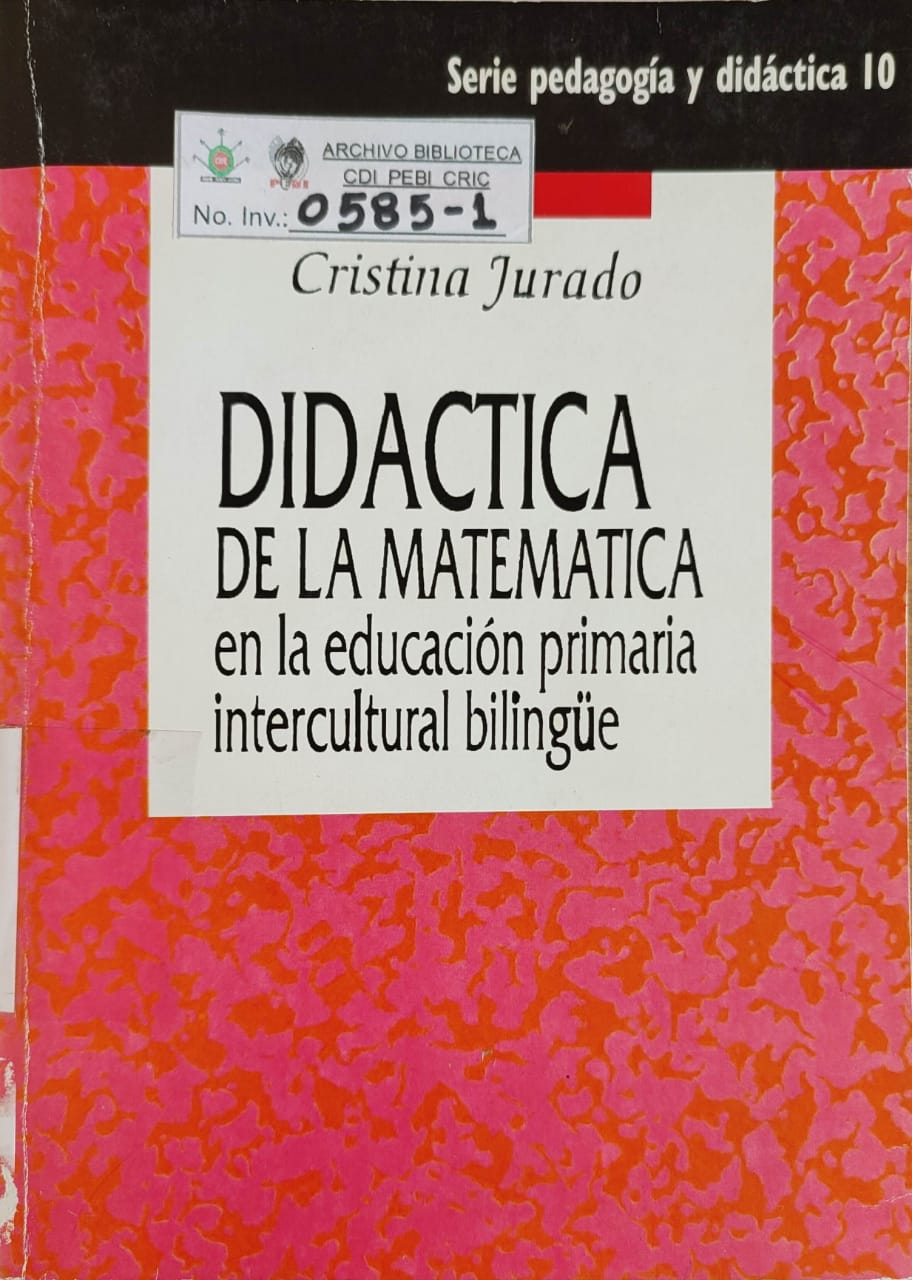 Serie pedagogía y didáctica 10
ARCHIVO BIBLIOTECA
CDI PEBI CRIC
No. Inv.: 0585-1
Cristina Jurado
DIDACTICA
DE LA MATEMATICA
en la educación primaria
intercultural bilingüe